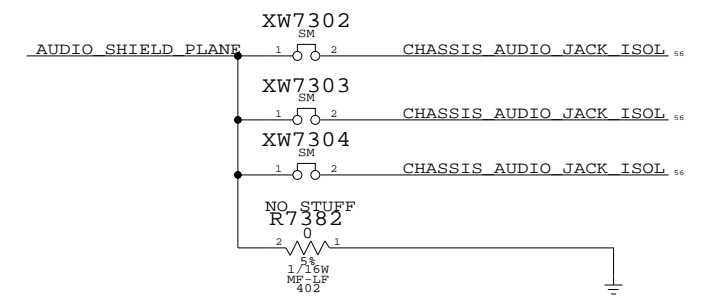 XW7302
SM
AUDIO_SHIELD_PLANE 1 2 CHASSIS_AUDIO_JACK_ISOL 56
XW7303
SM
1 2 CHASSIS_AUDIO_JACK_ISOL 56
XW7304
SM
1 2 CHASSIS_AUDIO_JACK_ISOL 56
NO STUFF
R7382
0
2 1
5%
1/16W
MF-LF
402